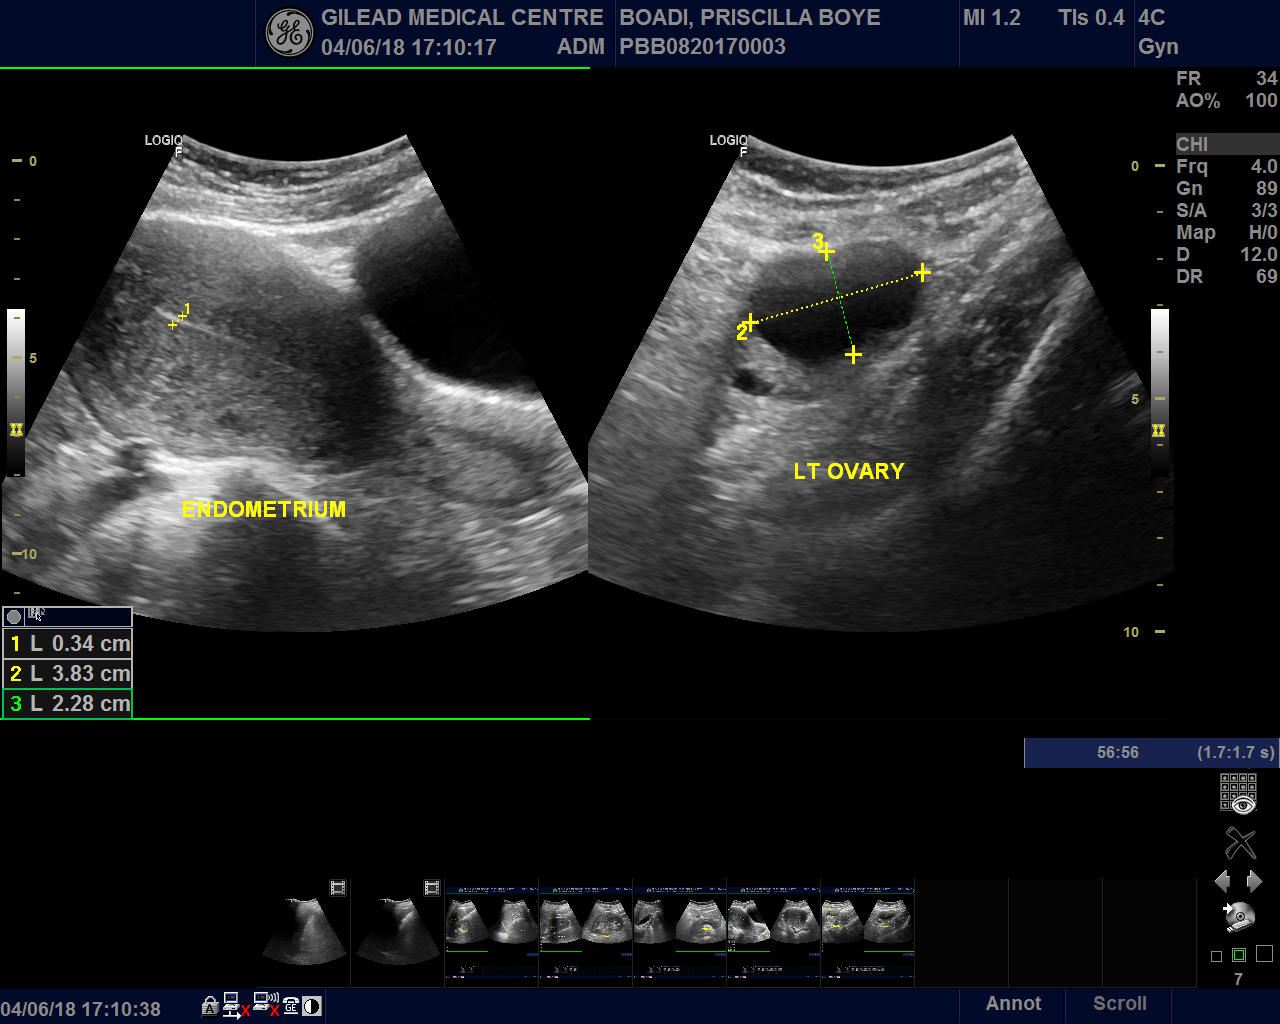 GILEAD MEDICAL CENTRE
04/06/18 17:10:17 ADM
BOADI, PRISCILLA BOYE
PBB0820170003
MI 1.2 TIs 0.4
4C
Gyn
FR 34
AO% 100
CHI
Frq 4.0
Gn 89
S/A 3/3
Map H/0
D 12.0
DR 69
LOGIQ
F
0
1
5
ENDOMETRIUM
10
LOGIQ
F
0
3
2
5
LT OVARY
10
1 L 0.34 cm
2 L 3.83 cm
3 L 2.28 cm
56:56 (1.7:1.7 s)
7
04/06/18 17:10:38
A
X
X
GE
Annot
Scroll